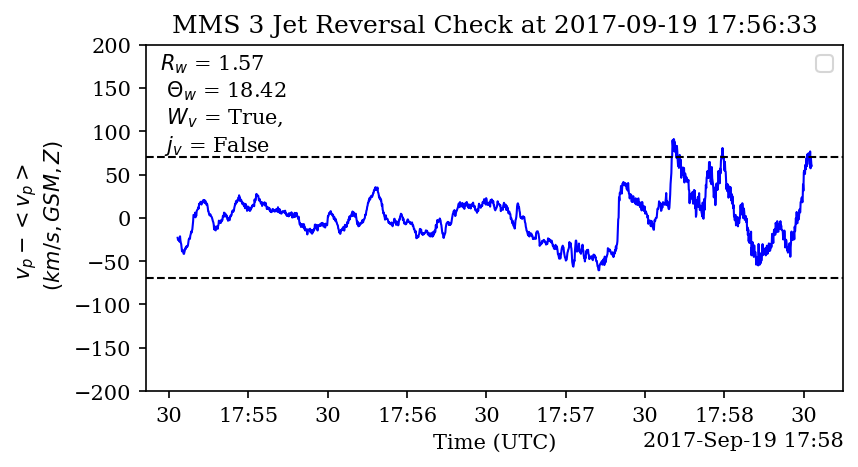 MMS 3 Jet Reversal Check at 2017-09-19 17:56:33
R_w = 1.57
Θ_w = 18.42
W_v = True,
j_v = False
200
150
100
50
0
−50
−100
−150
−200
v_p − < v_p >
(km/s, GSM, Z)
30 17:55 30 17:56 30 17:57 30 17:58 30
Time (UTC)
2017-Sep-19 17:58